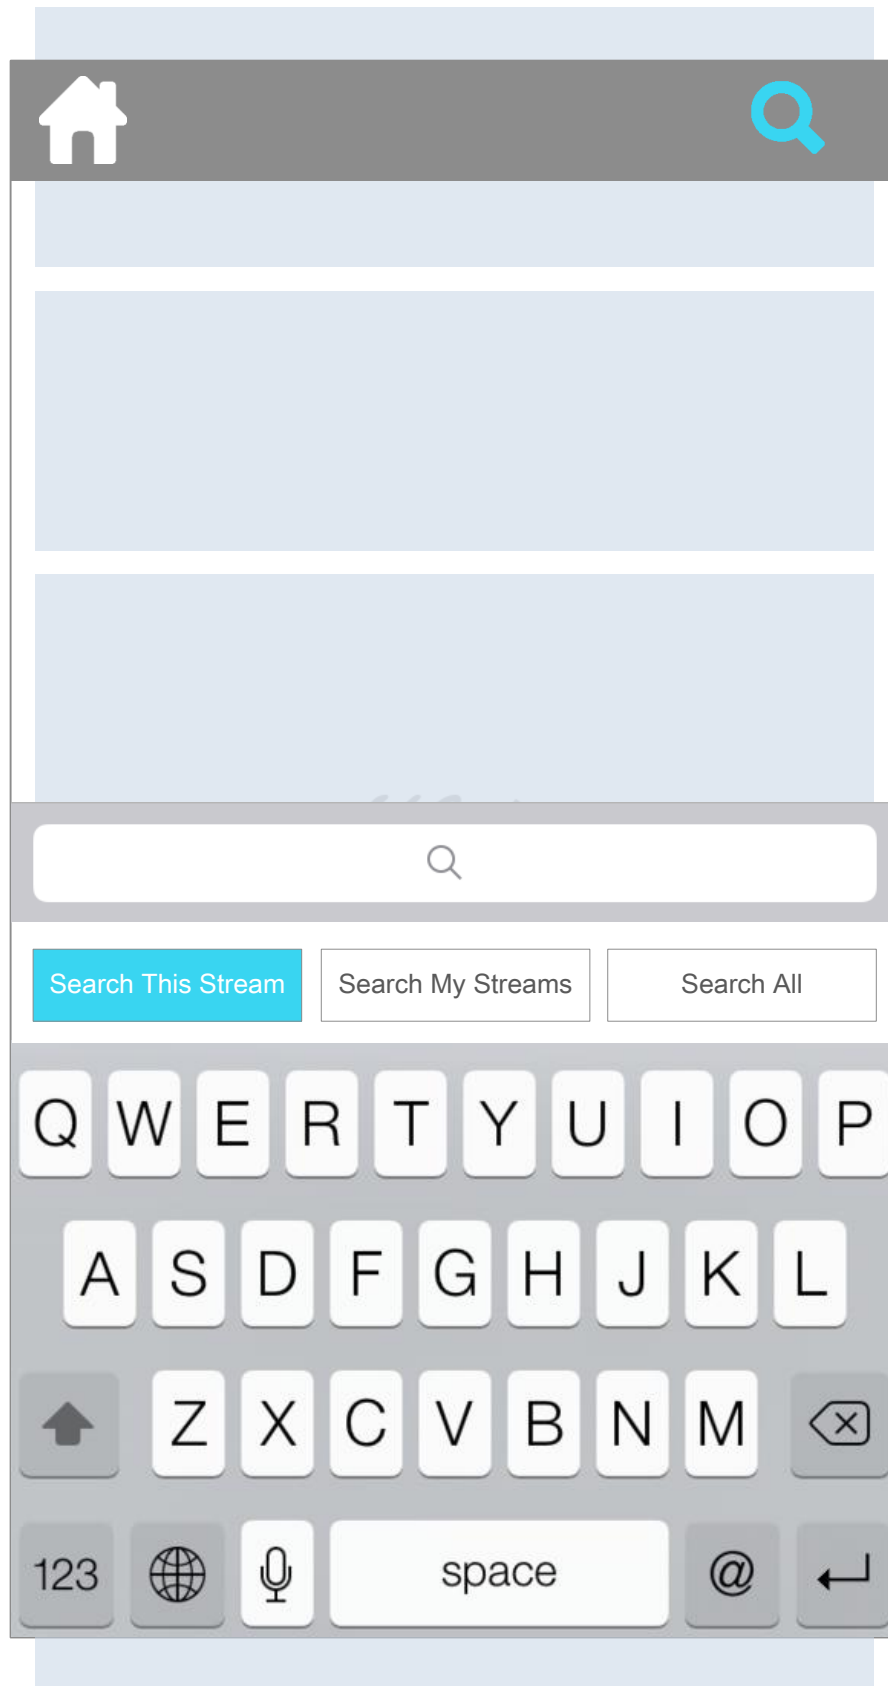 Search This Stream
Search My Streams
Search All
Q W E R T Y U I O P
A S D F G H J K L
Z X C V B N M
123 space @